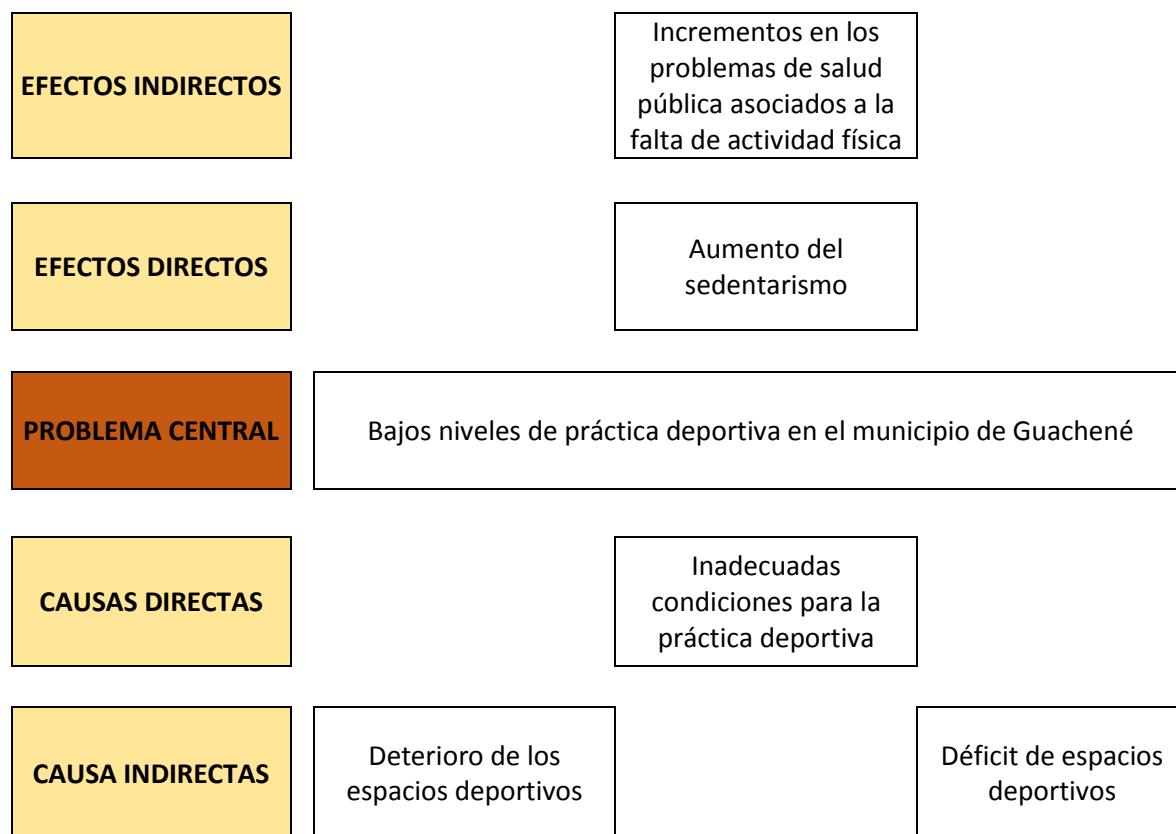 EFECTOS INDIRECTOS
Incrementos en los
problemas de salud
pública asociados a la
falta de actividad física
EFECTOS DIRECTOS
Aumento del
sedentarismo
PROBLEMA CENTRAL
Bajos niveles de práctica deportiva en el municipio de Guachené
CAUSAS DIRECTAS
Inadecuadas
condiciones para la
práctica deportiva
CAUSA INDIRECTAS
Deterioro de los
espacios deportivos
Déficit de espacios
deportivos